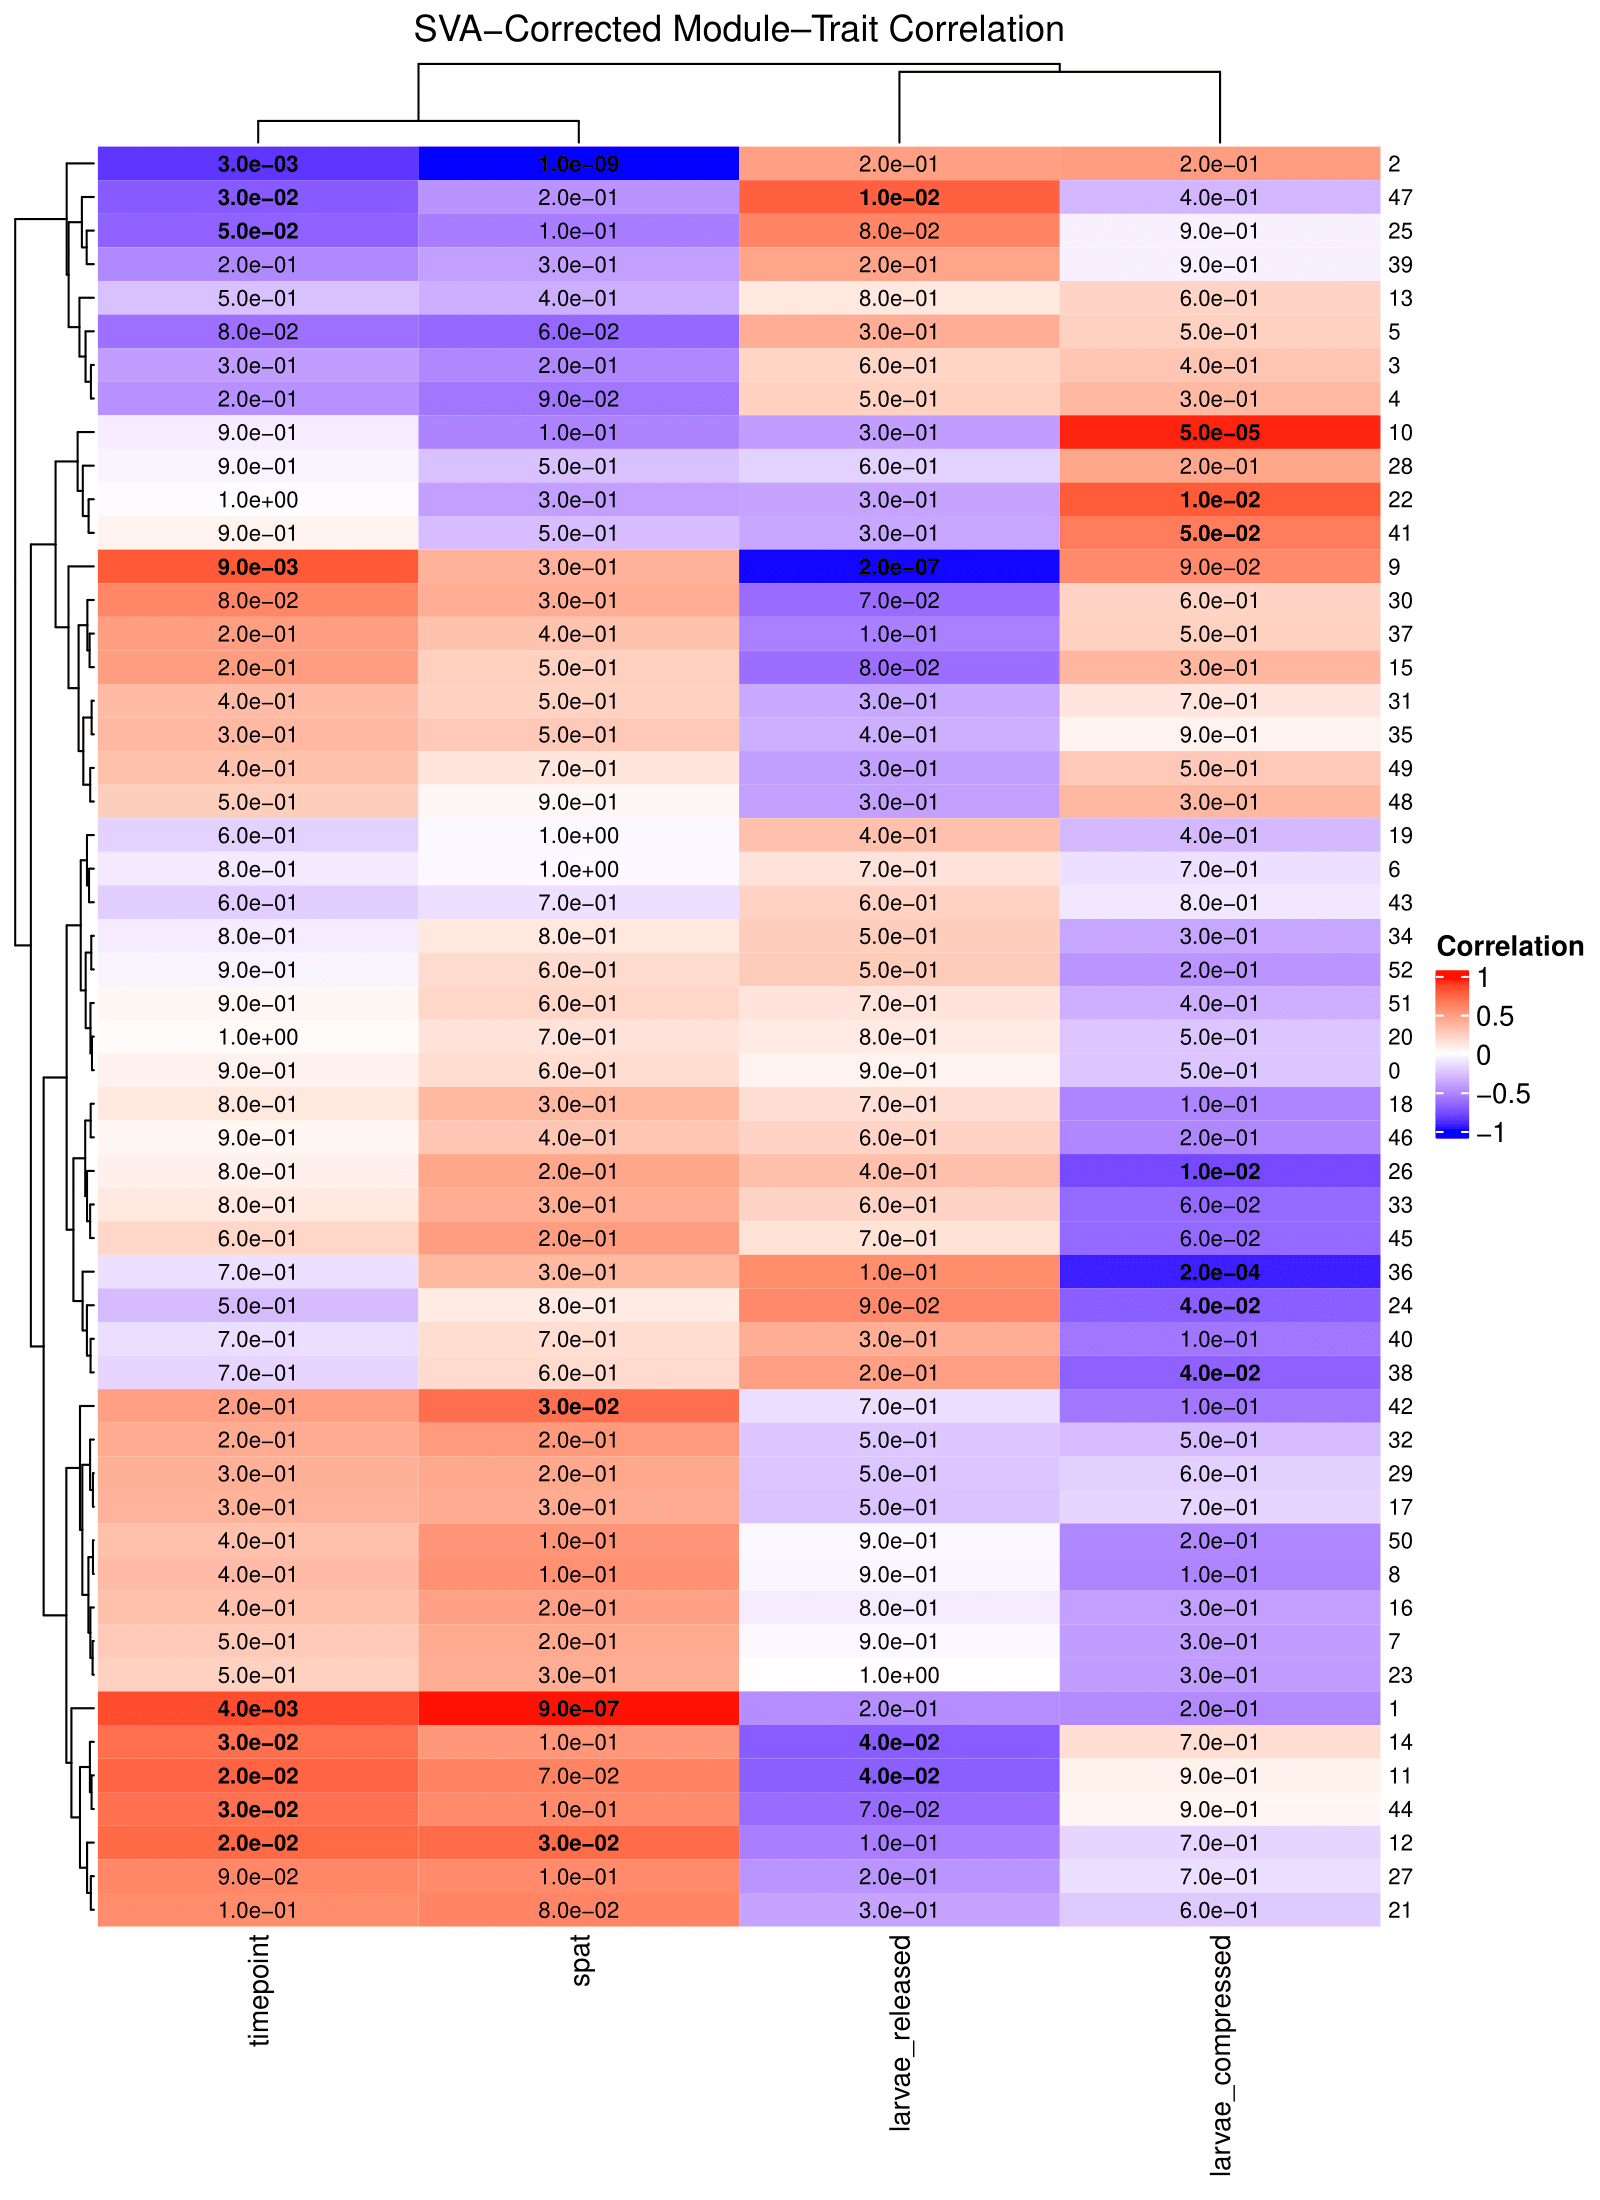 SVA−Corrected Module−Trait Correlation
3.0e−03 1.0e−09 2.0e−01 2.0e−01 2
3.0e−02 2.0e−01 1.0e−02 4.0e−01 47
5.0e−02 1.0e−01 8.0e−02 9.0e−01 25
2.0e−01 3.0e−01 2.0e−01 9.0e−01 39
5.0e−01 4.0e−01 8.0e−01 6.0e−01 13
8.0e−02 6.0e−02 3.0e−01 5.0e−01 5
3.0e−01 2.0e−01 6.0e−01 4.0e−01 3
2.0e−01 9.0e−02 5.0e−01 3.0e−01 4
9.0e−01 1.0e−01 3.0e−01 5.0e−05 10
9.0e−01 5.0e−01 6.0e−01 2.0e−01 28
1.0e+00 3.0e−01 3.0e−01 1.0e−02 22
9.0e−01 5.0e−01 3.0e−01 5.0e−02 41
9.0e−03 3.0e−01 2.0e−07 9.0e−02 9
8.0e−02 3.0e−01 7.0e−02 6.0e−01 30
2.0e−01 4.0e−01 1.0e−01 5.0e−01 37
2.0e−01 5.0e−01 8.0e−02 3.0e−01 15
4.0e−01 5.0e−01 3.0e−01 7.0e−01 31
3.0e−01 5.0e−01 4.0e−01 9.0e−01 35
4.0e−01 7.0e−01 3.0e−01 5.0e−01 49
5.0e−01 9.0e−01 3.0e−01 3.0e−01 48
6.0e−01 1.0e+00 4.0e−01 4.0e−01 19
8.0e−01 1.0e+00 7.0e−01 7.0e−01 6
6.0e−01 7.0e−01 6.0e−01 8.0e−01 43
8.0e−01 8.0e−01 5.0e−01 3.0e−01 34
9.0e−01 6.0e−01 5.0e−01 2.0e−01 52
9.0e−01 6.0e−01 7.0e−01 4.0e−01 51
1.0e+00 7.0e−01 8.0e−01 5.0e−01 20
9.0e−01 6.0e−01 9.0e−01 5.0e−01 0
8.0e−01 3.0e−01 7.0e−01 1.0e−01 18
9.0e−01 4.0e−01 6.0e−01 2.0e−01 46
8.0e−01 2.0e−01 4.0e−01 1.0e−02 26
8.0e−01 3.0e−01 6.0e−01 6.0e−02 33
6.0e−01 2.0e−01 7.0e−01 6.0e−02 45
7.0e−01 3.0e−01 1.0e−01 2.0e−04 36
5.0e−01 8.0e−01 9.0e−02 4.0e−02 24
7.0e−01 7.0e−01 3.0e−01 1.0e−01 40
7.0e−01 6.0e−01 2.0e−01 4.0e−02 38
2.0e−01 3.0e−02 7.0e−01 1.0e−01 42
2.0e−01 2.0e−01 5.0e−01 5.0e−01 32
3.0e−01 2.0e−01 5.0e−01 6.0e−01 29
3.0e−01 3.0e−01 5.0e−01 7.0e−01 17
4.0e−01 1.0e−01 9.0e−01 2.0e−01 50
4.0e−01 1.0e−01 9.0e−01 1.0e−01 8
4.0e−01 2.0e−01 8.0e−01 3.0e−01 16
5.0e−01 2.0e−01 9.0e−01 3.0e−01 7
5.0e−01 3.0e−01 1.0e+00 3.0e−01 23
4.0e−03 9.0e−07 2.0e−01 2.0e−01 1
3.0e−02 1.0e−01 4.0e−02 7.0e−01 14
2.0e−02 7.0e−02 4.0e−02 9.0e−01 11
3.0e−02 1.0e−01 7.0e−02 9.0e−01 44
2.0e−02 3.0e−02 1.0e−01 7.0e−01 12
9.0e−02 1.0e−01 2.0e−01 7.0e−01 27
1.0e−01 8.0e−02 3.0e−01 6.0e−01 21
timepoint
spat
larvae_released
larvae_compressed
Correlation
1
0.5
0
−0.5
−1